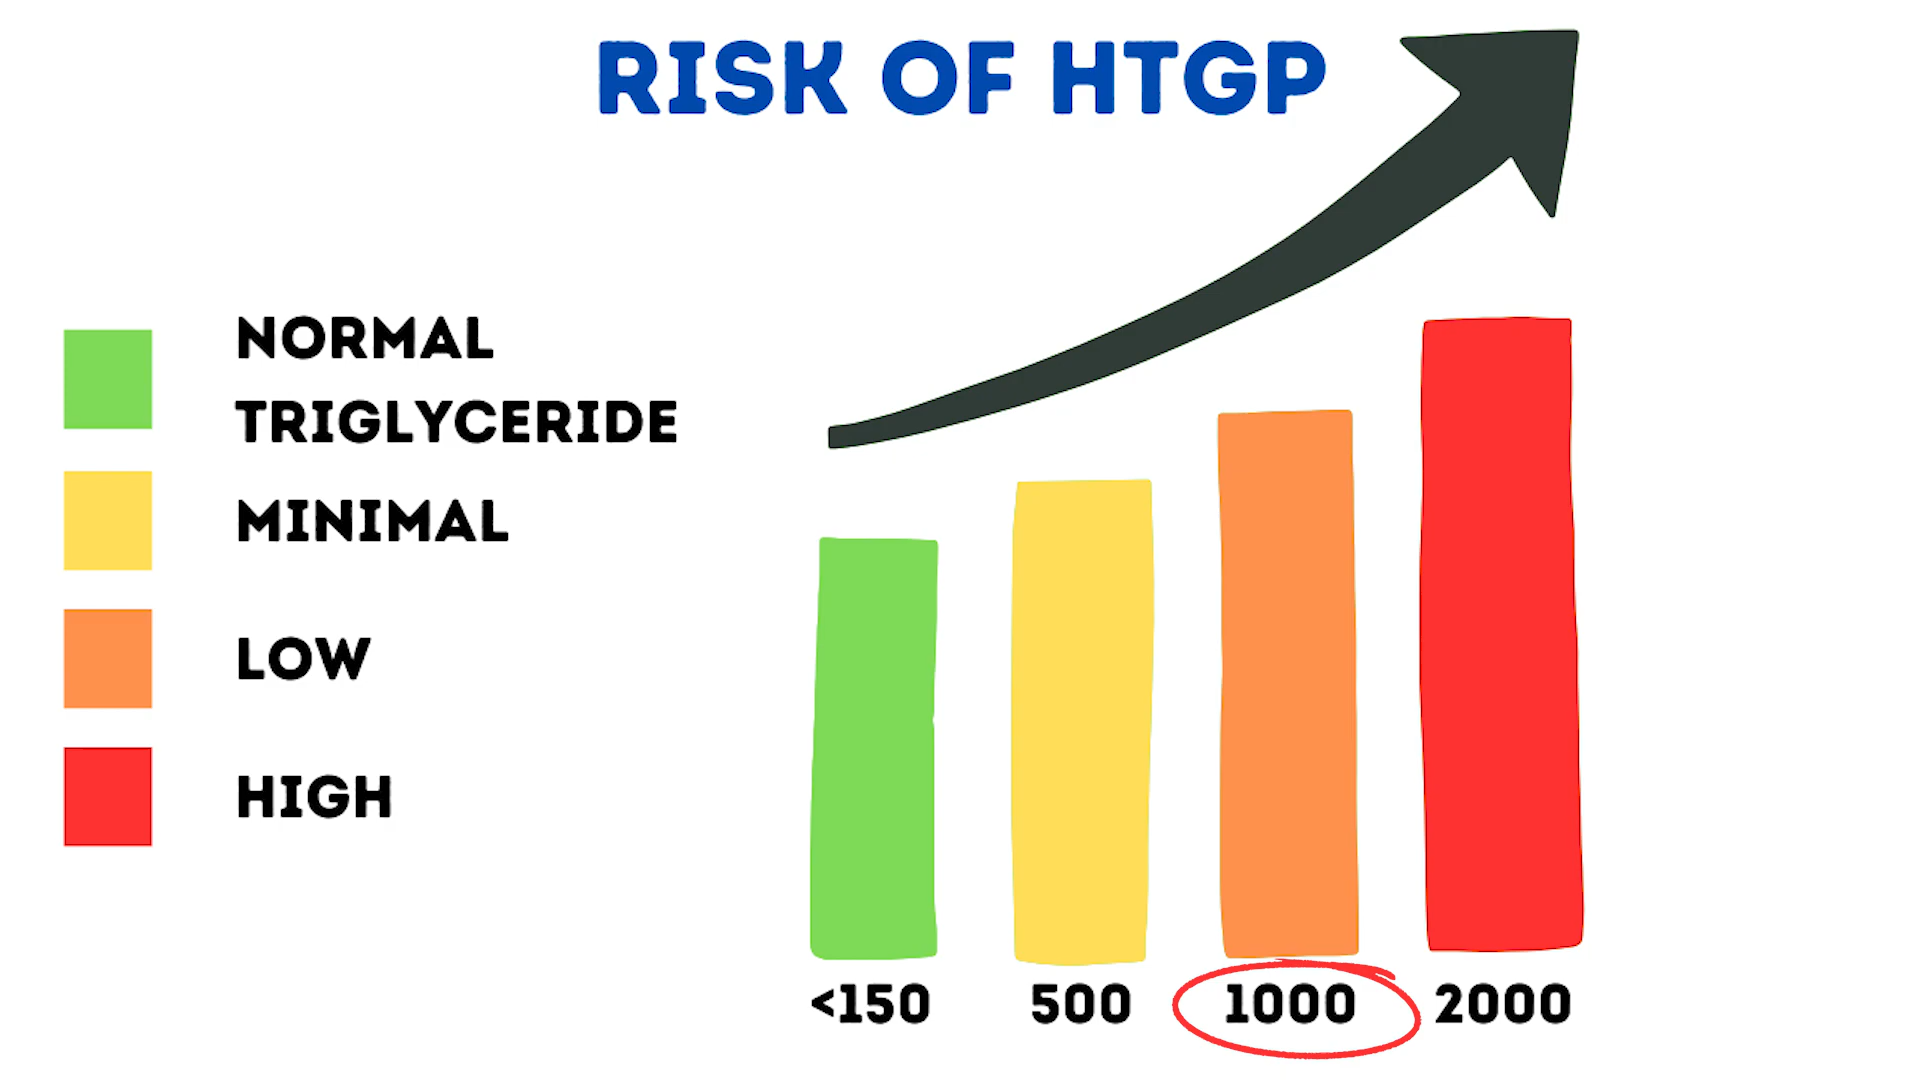 RISK OF HTGP
NORMAL
TRIGLYCERIDE
MINIMAL
LOW
HIGH
<150
500
1000
2000